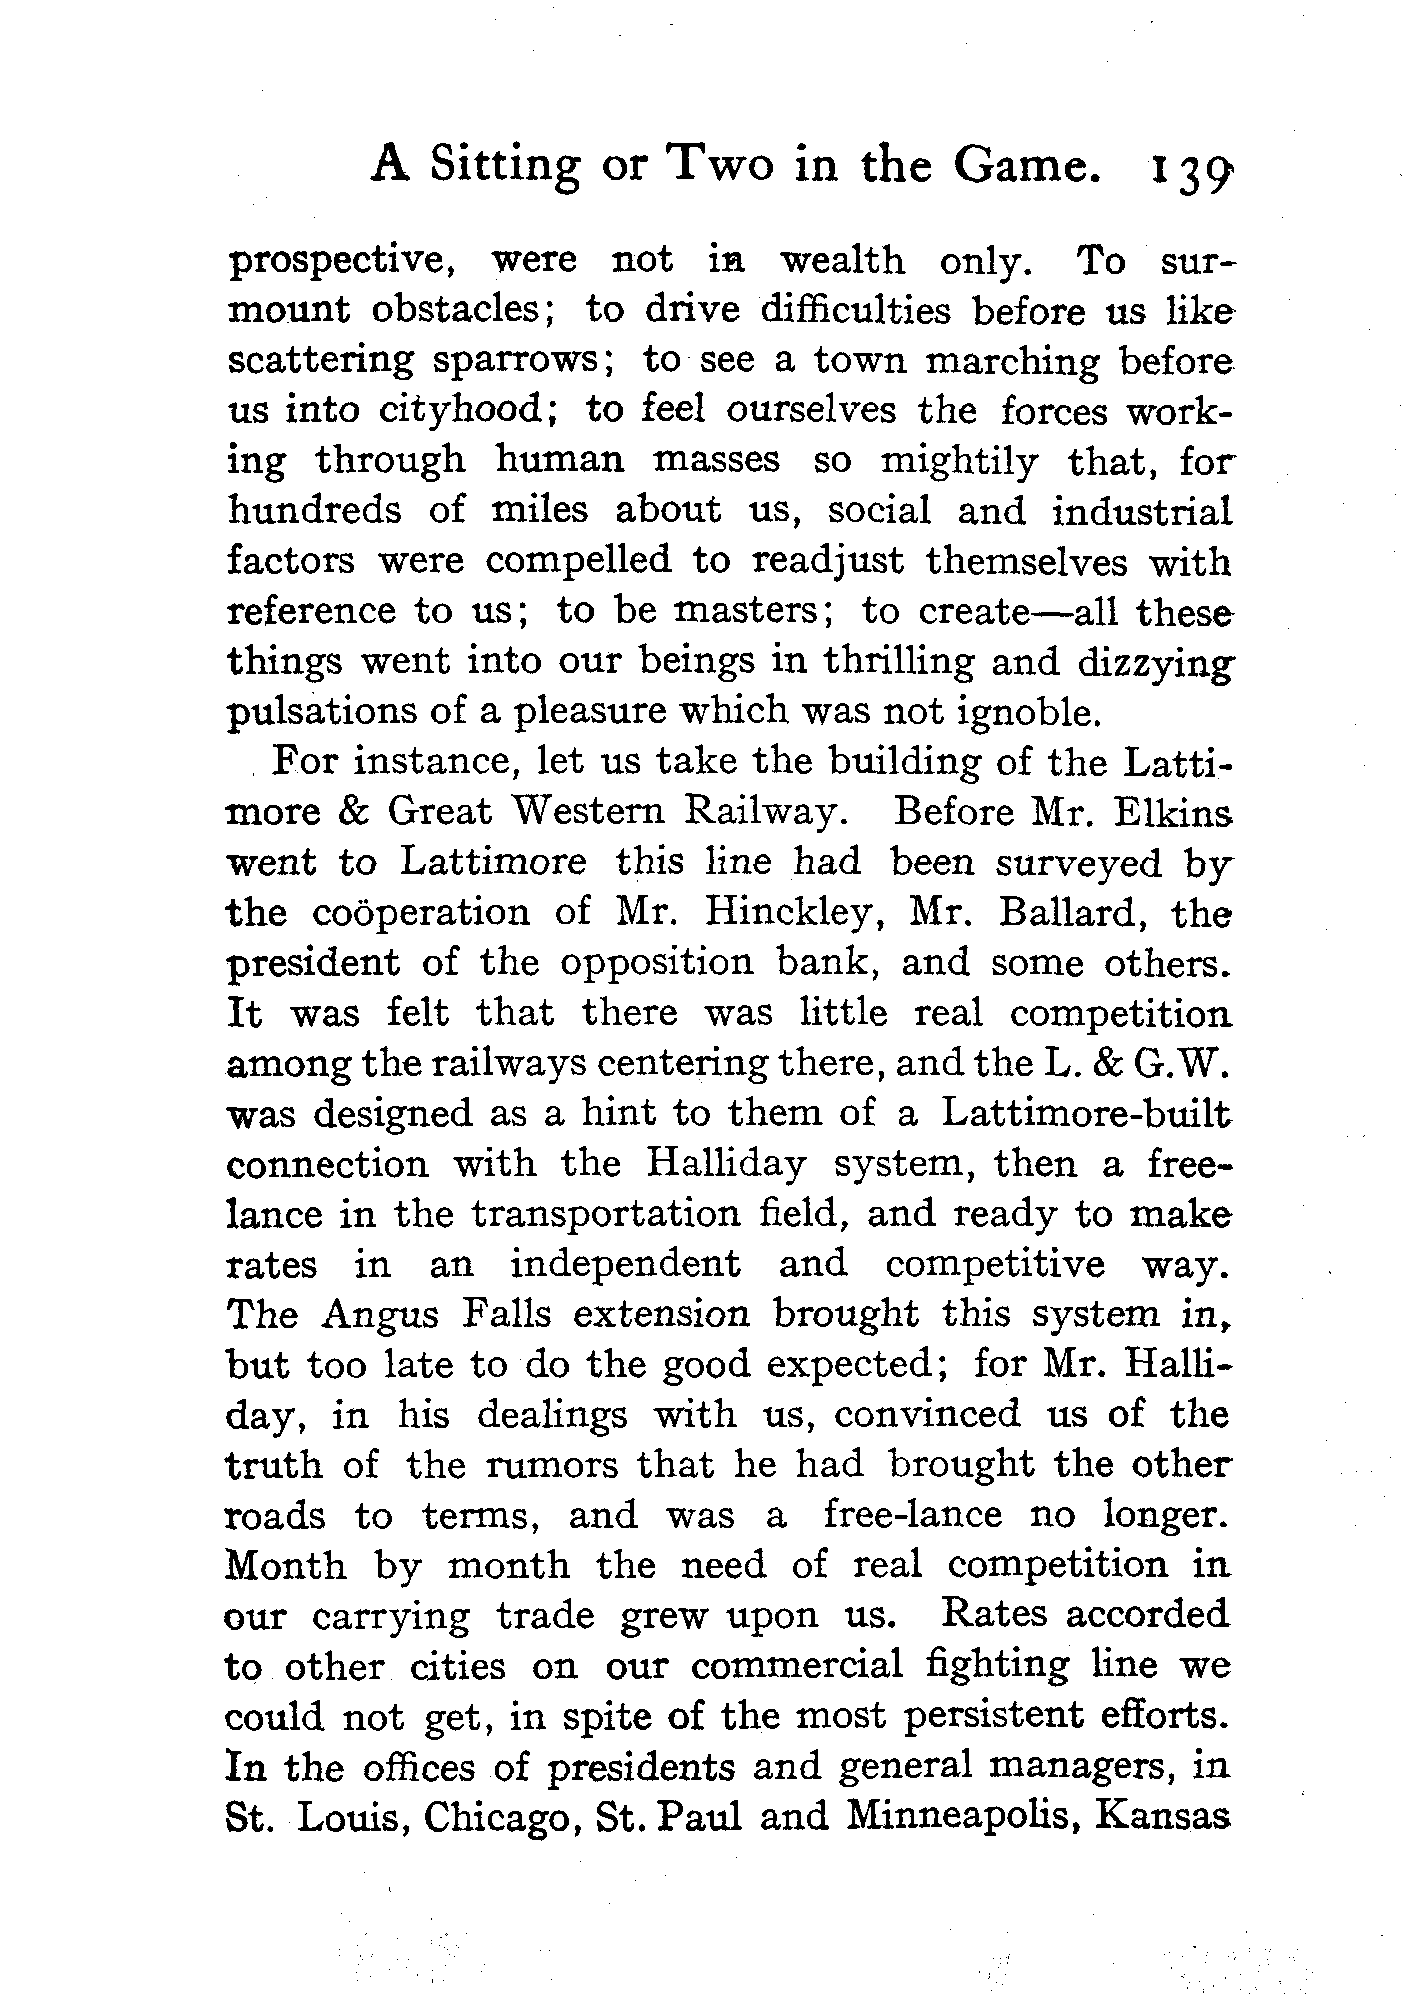 A Sitting or Two in the Game. 139
prospective, were not in wealth only. To sur-
mount obstacles; to drive difficulties before us like
scattering sparrows; to see a town marching before
us into cityhood; to feel ourselves the forces work-
ing through human masses so mightily that, for
hundreds of miles about us, social and industrial
factors were compelled to readjust themselves with
reference to us; to be masters; to create—all these
things went into our beings in thrilling and dizzying
pulsations of a pleasure which was not ignoble.
For instance, let us take the building of the Latti-
more & Great Western Railway. Before Mr. Elkins
went to Lattimore this line had been surveyed by
the coöperation of Mr. Hinckley, Mr. Ballard, the
president of the opposition bank, and some others.
It was felt that there was little real competition
among the railways centering there, and the L. & G.W.
was designed as a hint to them of a Lattimore-built
connection with the Halliday system, then a free-
lance in the transportation field, and ready to make
rates in an independent and competitive way.
The Angus Falls extension brought this system in,
but too late to do the good expected; for Mr. Halli-
day, in his dealings with us, convinced us of the
truth of the rumors that he had brought the other
roads to terms, and was a free-lance no longer.
Month by month the need of real competition in
our carrying trade grew upon us. Rates accorded
to other cities on our commercial fighting line we
could not get, in spite of the most persistent efforts.
In the offices of presidents and general managers, in
St. Louis, Chicago, St. Paul and Minneapolis, Kansas